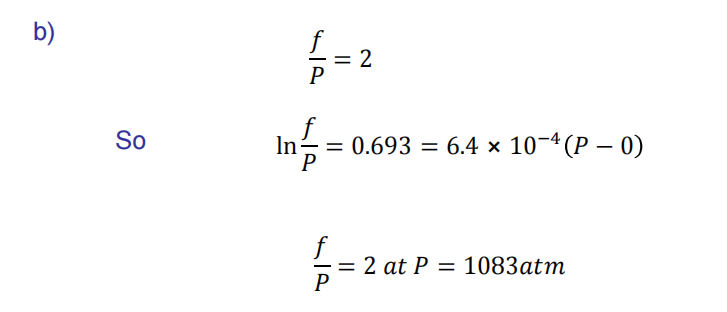 b)
f/P = 2
So ln f/P = 0.693 = 6.4 × 10⁻⁴(P − 0)
f/P = 2 at P = 1083atm